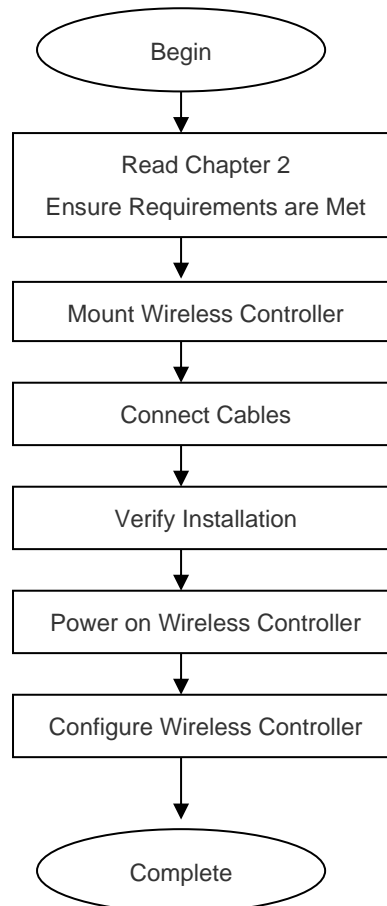 Begin
Read Chapter 2
Ensure Requirements are Met
Mount Wireless Controller
Connect Cables
Verify Installation
Power on Wireless Controller
Configure Wireless Controller
Complete